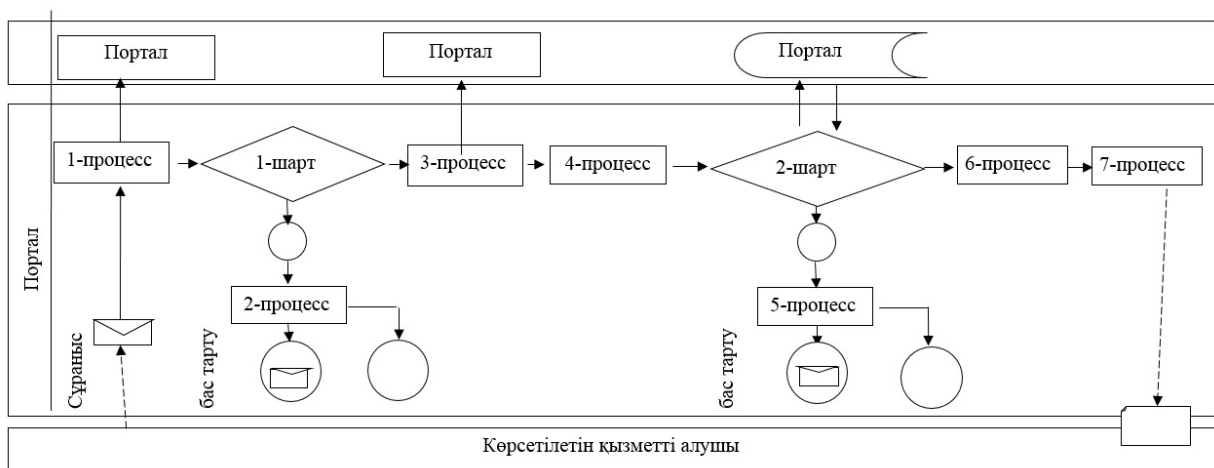 Портал
Портал
Портал
Портал
1-процесс
1-шарт
3-процесс
4-процесс
2-шарт
6-процесс
7-процесс
2-процесс
5-процесс
Сұраныс
бас тарту
бас тарту
Көрсетілетін қызметті алушы